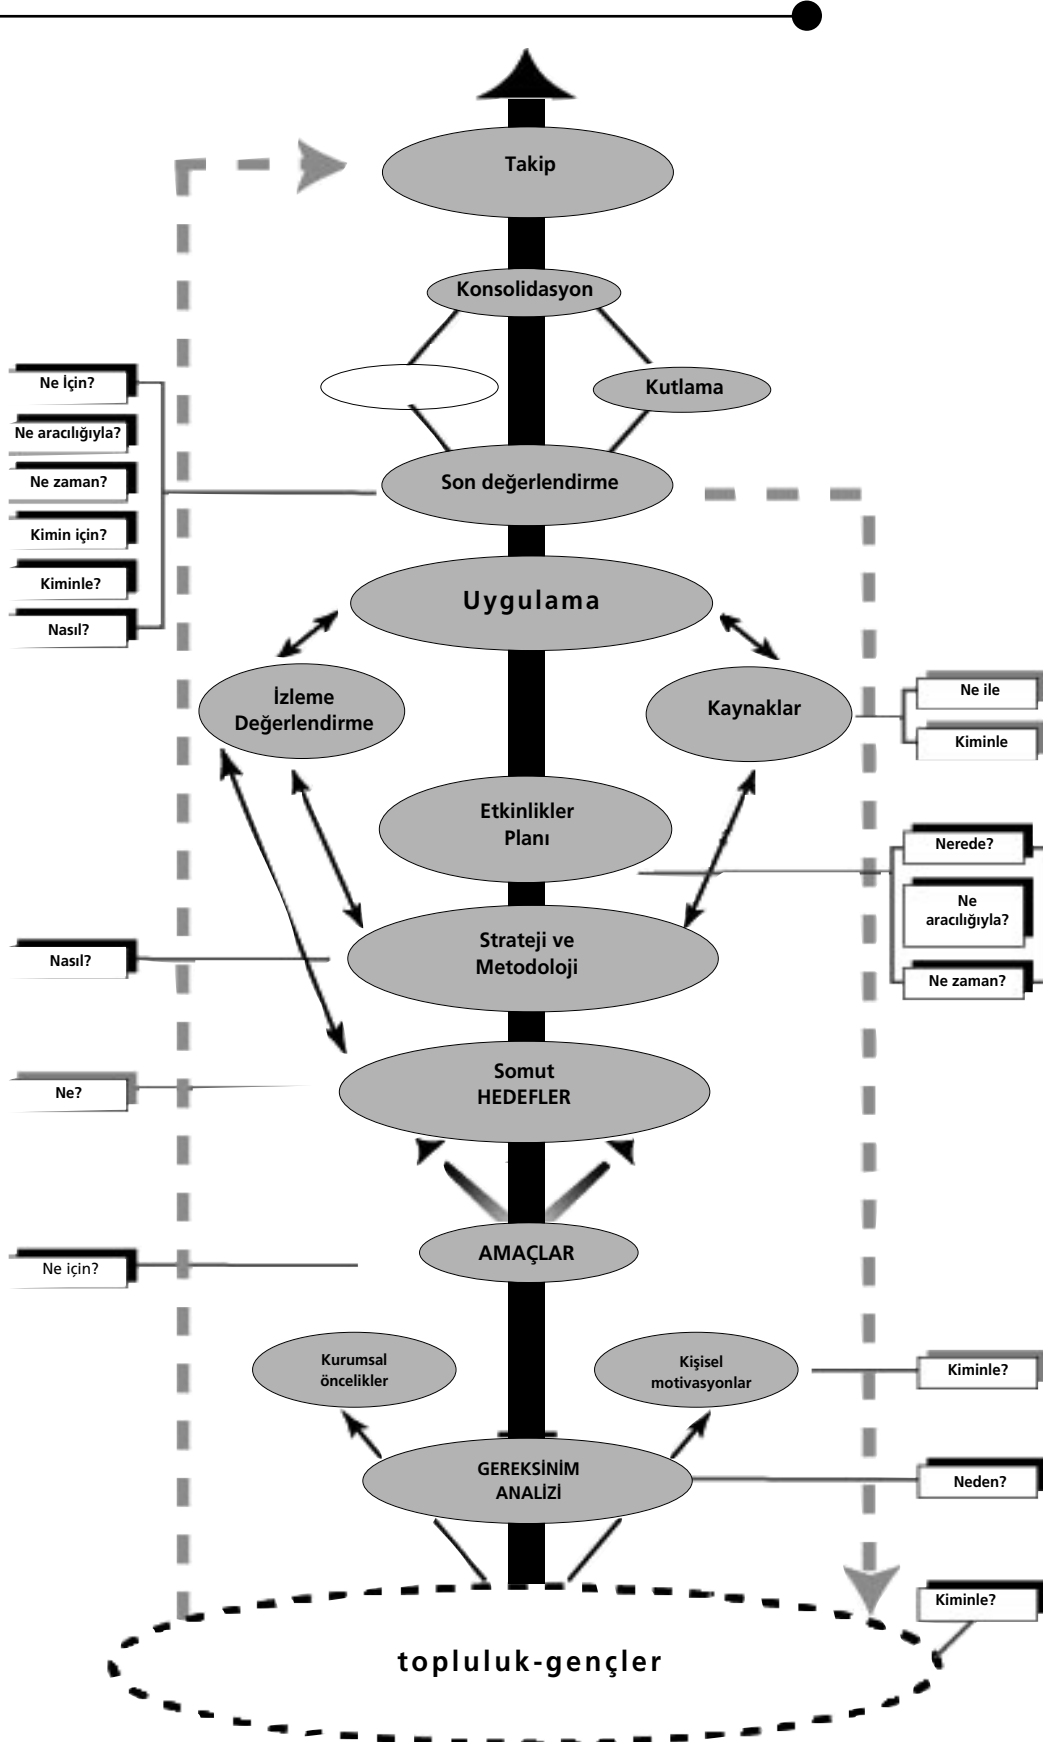 Takip
Konsolidasyon
Kutlama
Son değerlendirme
Ne İçin?
Ne aracılığıyla?
Ne zaman?
Kimin için?
Kiminle?
Nasıl?
Uygulama
İzleme
Değerlendirme
Kaynaklar
Ne ile
Kiminle
Etkinlikler
Planı
Nerede?
Ne
aracılığıyla?
Ne zaman?
Strateji ve
Metodoloji
Nasıl?
Somut
HEDEFLER
Ne?
AMAÇLAR
Ne için?
Kurumsal
öncelikler
Kişisel
motivasyonlar
Kiminle?
GEREKSİNİM
ANALİZİ
Neden?
Kiminle?
topluluk-gençler